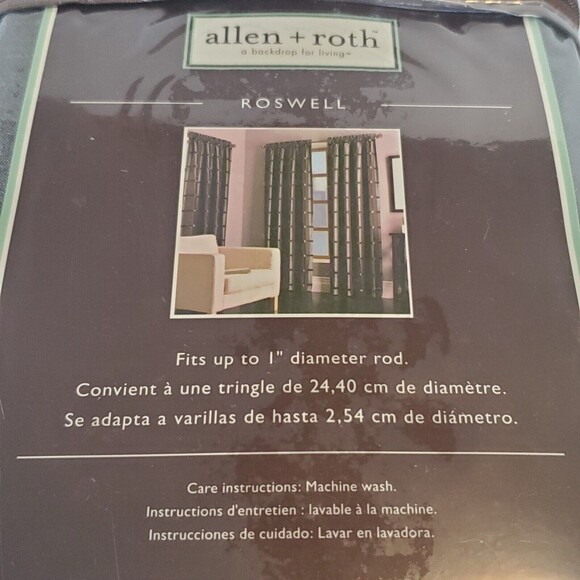 allen + roth™
a backdrop for living™
ROSWELL
Fits up to 1" diameter rod.
Convient à une tringle de 24,40 cm de diamètre.
Se adapta a varillas de hasta 2,54 cm de diámetro.
Care instructions: Machine wash.
Instructions d'entretien : lavable à la machine.
Instrucciones de cuidado: Lavar en lavadora.